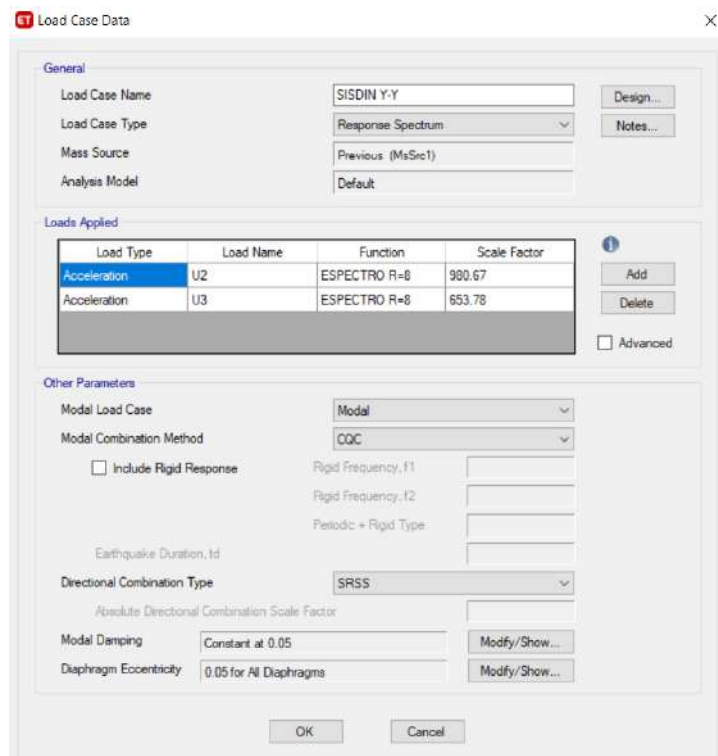 ET Load Case Data
General
Load Case Name SISDIN Y-Y Design...
Load Case Type Response Spectrum Notes...
Mass Source Previous (MsSrc1)
Analysis Model Default
Loads Applied
Load Type Load Name Function Scale Factor
Acceleration U2 ESPECTRO R=8 980.67 Add
Acceleration U3 ESPECTRO R=8 653.78 Delete
Advanced
Other Parameters
Modal Load Case Modal
Modal Combination Method CQC
Include Rigid Response Rigid Frequency, f1
Rigid Frequency, f2
Periodic + Rigid Type
Earthquake Duration, td
Directional Combination Type SRSS
Absolute Directional Combination Scale Factor
Modal Damping Constant at 0.05 Modify/Show...
Diaphragm Eccentricity 0.05 for All Diaphragms Modify/Show...
OK Cancel